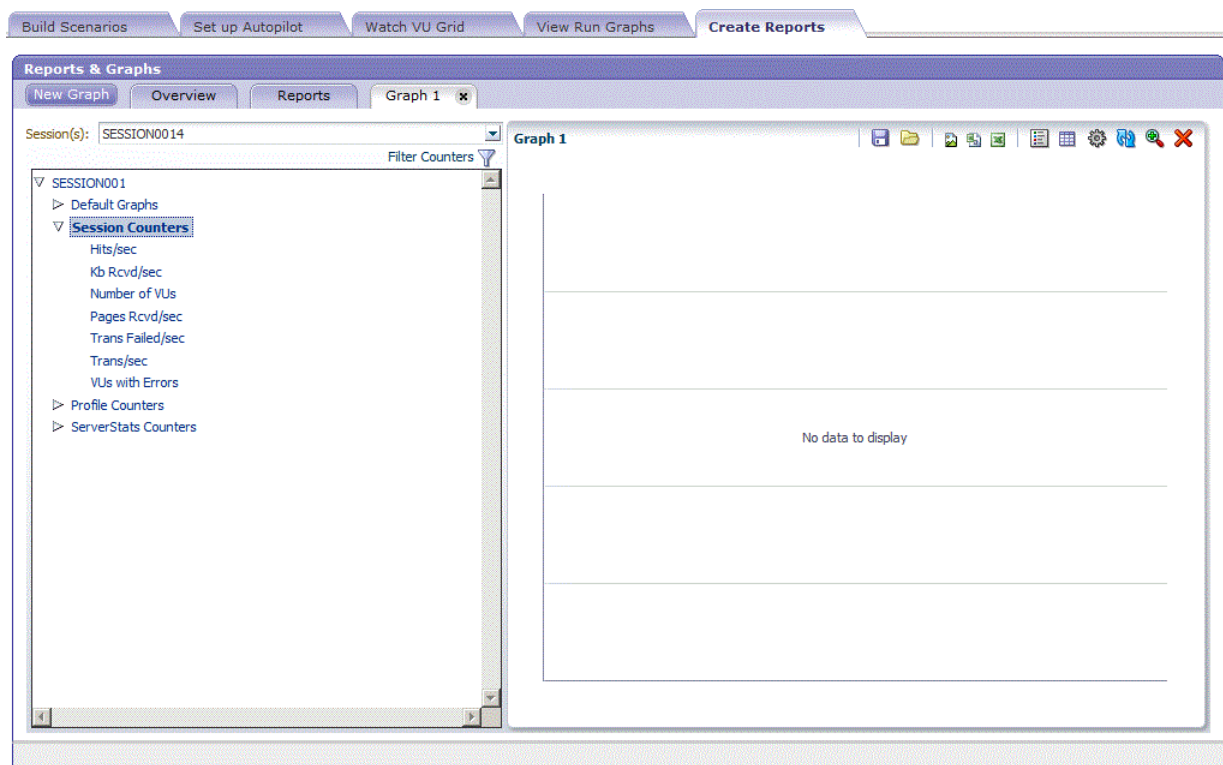 Build Scenarios Set up Autopilot Watch VU Grid View Run Graphs Create Reports
Reports & Graphs
New Graph Overview Reports Graph 1
Session(s): SESSION0014
Filter Counters
SESSION001
Default Graphs
Session Counters
Hits/sec
Kb Rcvd/sec
Number of VUs
Pages Rcvd/sec
Trans Failed/sec
Trans/sec
VUs with Errors
Profile Counters
ServerStats Counters
Graph 1
No data to display